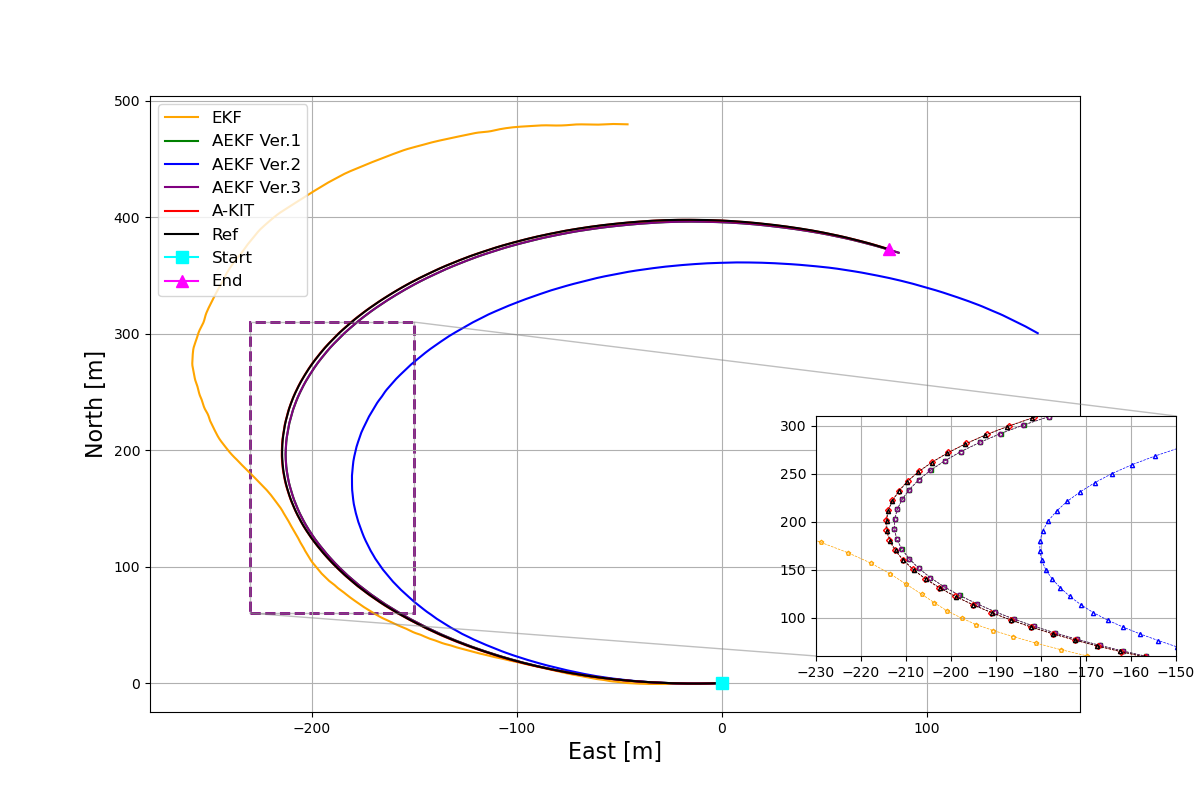 500
400
300
200
100
0
North [m]
EKF
AEKF Ver.1
AEKF Ver.2
AEKF Ver.3
A-KIT
Ref
Start
End
300
250
200
150
100
−230 −220 −210 −200 −190 −180 −170 −160 −150
−200 −100 0 100
East [m]